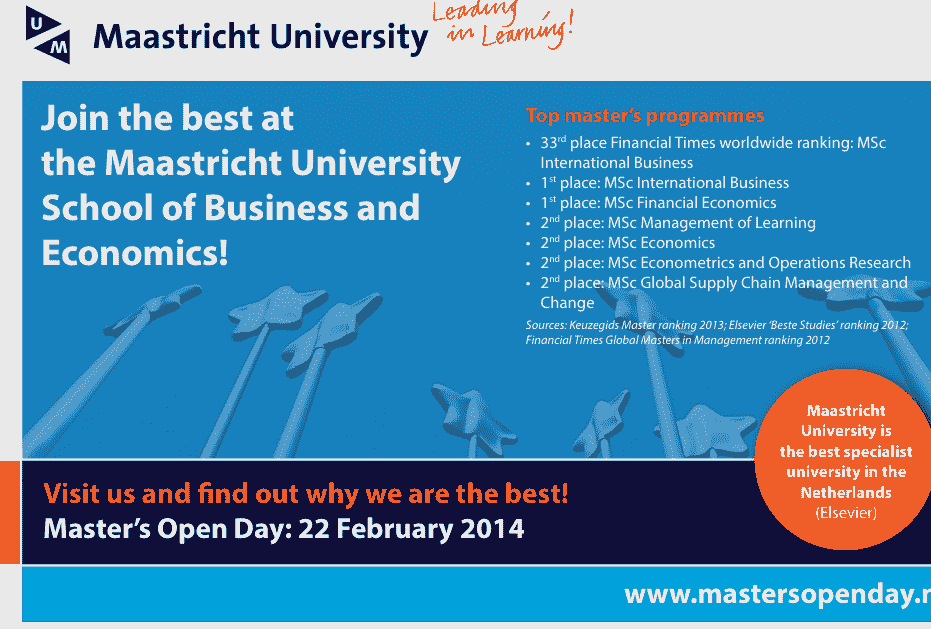 U
M
Maastricht University
Leading
in Learning!
Join the best at
the Maastricht University
School of Business and
Economics!
Top master's programmes
• 33rd place Financial Times worldwide ranking: MSc
International Business
• 1st place: MSc International Business
• 1st place: MSc Financial Economics
• 2nd place: MSc Management of Learning
• 2nd place: MSc Economics
• 2nd place: MSc Econometrics and Operations Research
• 2nd place: MSc Global Supply Chain Management and
Change
Sources: Keuzegids Master ranking 2013; Elsevier 'Beste Studies' ranking 2012;
Financial Times Global Masters in Management ranking 2012
Maastricht
University is
the best specialist
university in the
Netherlands
(Elsevier)
Visit us and find out why we are the best!
Master's Open Day: 22 February 2014
www.mastersopenday.